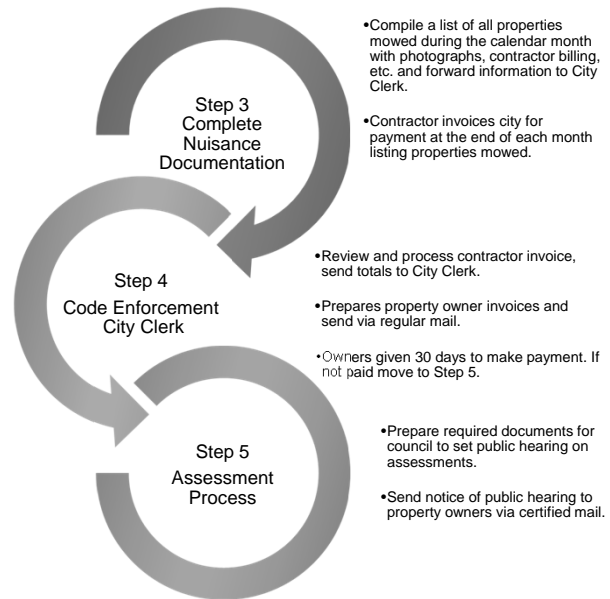 Step 3
Complete
Nuisance
Documentation
•Compile a list of all properties
mowed during the calendar month
with photographs, contractor billing,
etc. and forward information to City
Clerk.
•Contractor invoices city for
payment at the end of each month
listing properties mowed.
Step 4
Code Enforcement
City Clerk
•Review and process contractor invoice,
send totals to City Clerk.
•Prepares property owner invoices and
send via regular mail.
•Owners given 30 days to make payment. If
not paid move to Step 5.
Step 5
Assessment
Process
•Prepare required documents for
council to set public hearing on
assessments.
•Send notice of public hearing to
property owners via certified mail.